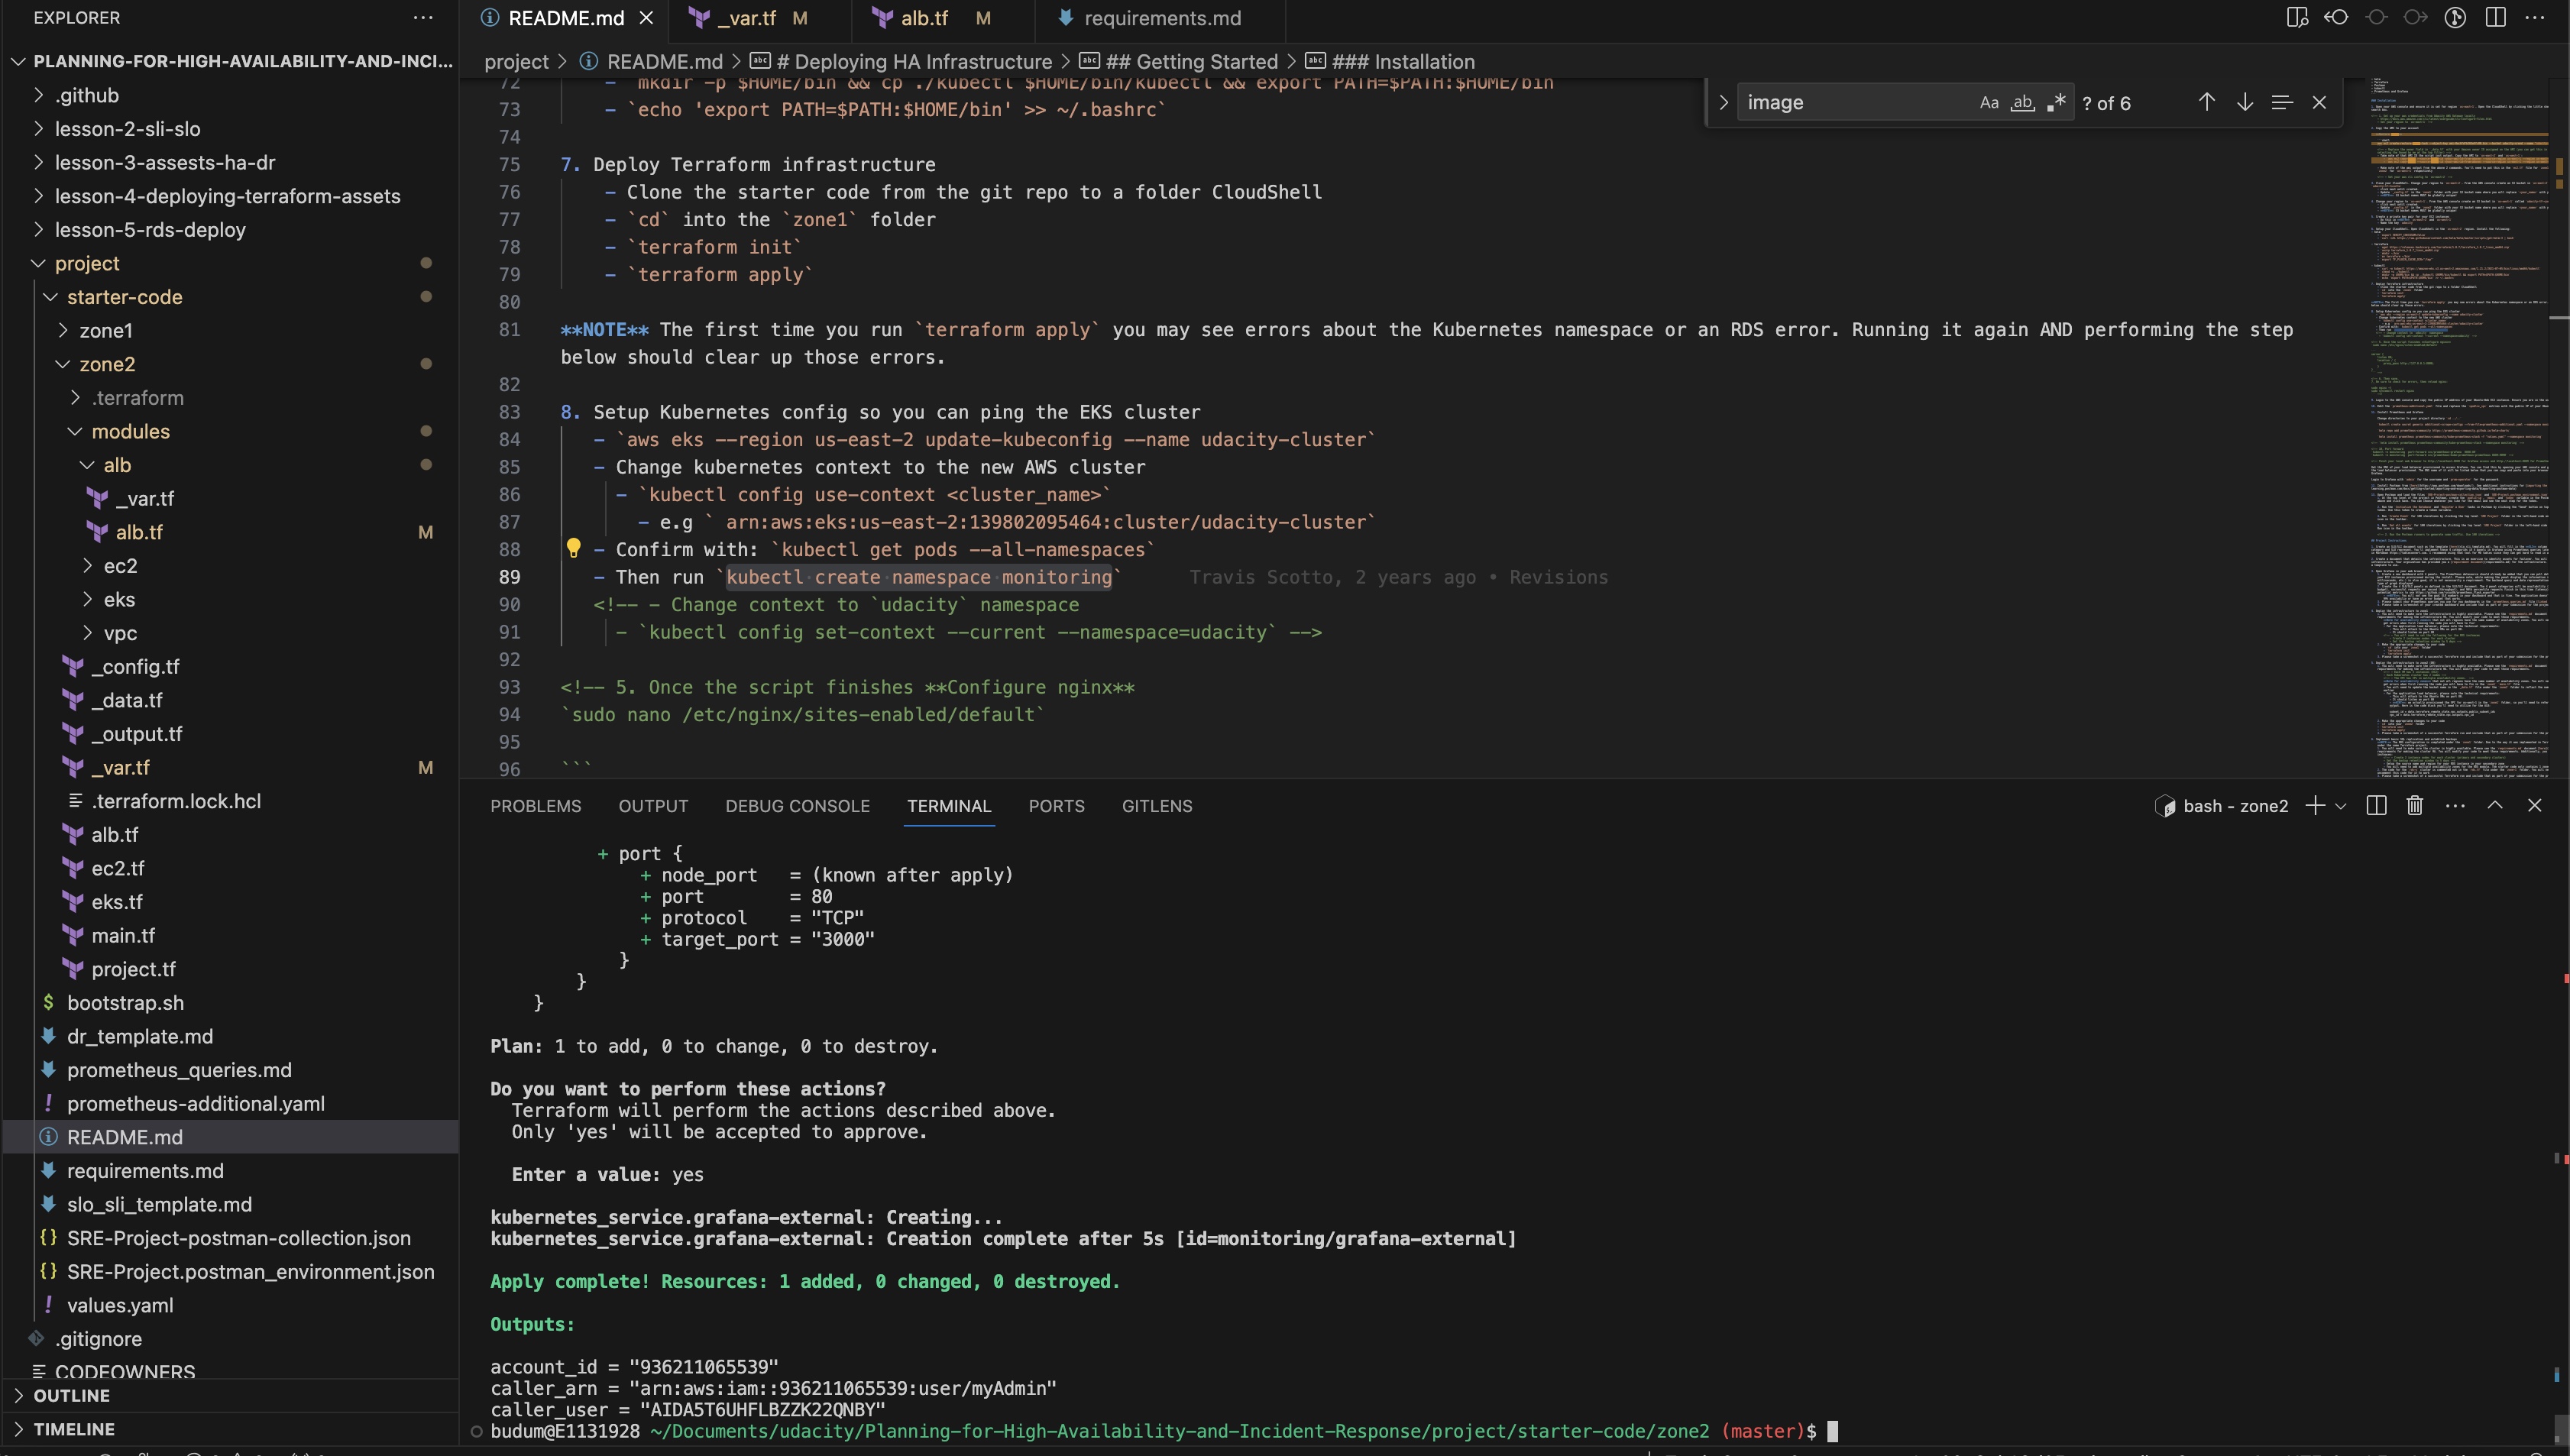 EXPLORER
README.md
_var.tf M
alb.tf M
requirements.md
PLANNING-FOR-HIGH-AVAILABILITY-AND-INCI...
.github
lesson-2-sli-slo
lesson-3-assests-ha-dr
lesson-4-deploying-terraform-assets
lesson-5-rds-deploy
project
starter-code
zone1
zone2
.terraform
modules
alb
_var.tf
alb.tf M
ec2
eks
vpc
_config.tf
_data.tf
_output.tf
_var.tf M
.terraform.lock.hcl
alb.tf
ec2.tf
eks.tf
main.tf
project.tf
$ bootstrap.sh
dr_template.md
prometheus_queries.md
! prometheus-additional.yaml
README.md
requirements.md
slo_sli_template.md
{} SRE-Project-postman-collection.json
{} SRE-Project.postman_environment.json
! values.yaml
.gitignore
CODEOWNERS
OUTLINE
TIMELINE
project > README.md > # Deploying HA Infrastructure > ## Getting Started > ### Installation
image Aa ab .* ? of 6
72 - `mkdir -p $HOME/bin && cp ./kubectl $HOME/bin/kubectl && export PATH=$PATH:$HOME/bin
73 - `echo 'export PATH=$PATH:$HOME/bin' >> ~/.bashrc`
74
75 7. Deploy Terraform infrastructure
76 - Clone the starter code from the git repo to a folder CloudShell
77 - `cd` into the `zone1` folder
78 - `terraform init`
79 - `terraform apply`
80
81 **NOTE** The first time you run `terraform apply` you may see errors about the Kubernetes namespace or an RDS error. Running it again AND performing the step
below should clear up those errors.
82
83 8. Setup Kubernetes config so you can ping the EKS cluster
84 - `aws eks --region us-east-2 update-kubeconfig --name udacity-cluster`
85 - Change kubernetes context to the new AWS cluster
86 - `kubectl config use-context <cluster_name>`
87 - e.g ` arn:aws:eks:us-east-2:139802095464:cluster/udacity-cluster`
88 - Confirm with: `kubectl get pods --all-namespaces`
89 - Then run `kubectl create namespace monitoring` Travis Scotto, 2 years ago • Revisions
90 <!-- - Change context to `udacity` namespace
91 - `kubectl config set-context --current --namespace=udacity` -->
92
93 <!-- 5. Once the script finishes **Configure nginx**
94 `sudo nano /etc/nginx/sites-enabled/default`
95
96 ```
PROBLEMS OUTPUT DEBUG CONSOLE TERMINAL PORTS GITLENS
bash - zone2
+ port {
+ node_port = (known after apply)
+ port = 80
+ protocol = "TCP"
+ target_port = "3000"
}
}
}
Plan: 1 to add, 0 to change, 0 to destroy.
Do you want to perform these actions?
Terraform will perform the actions described above.
Only 'yes' will be accepted to approve.
Enter a value: yes
kubernetes_service.grafana-external: Creating...
kubernetes_service.grafana-external: Creation complete after 5s [id=monitoring/grafana-external]
Apply complete! Resources: 1 added, 0 changed, 0 destroyed.
Outputs:
account_id = "936211065539"
caller_arn = "arn:aws:iam::936211065539:user/myAdmin"
caller_user = "AIDA5T6UHFLBZZK22QNBY"
budum@E1131928 ~/Documents/udacity/Planning-for-High-Availability-and-Incident-Response/project/starter-code/zone2 (master)$